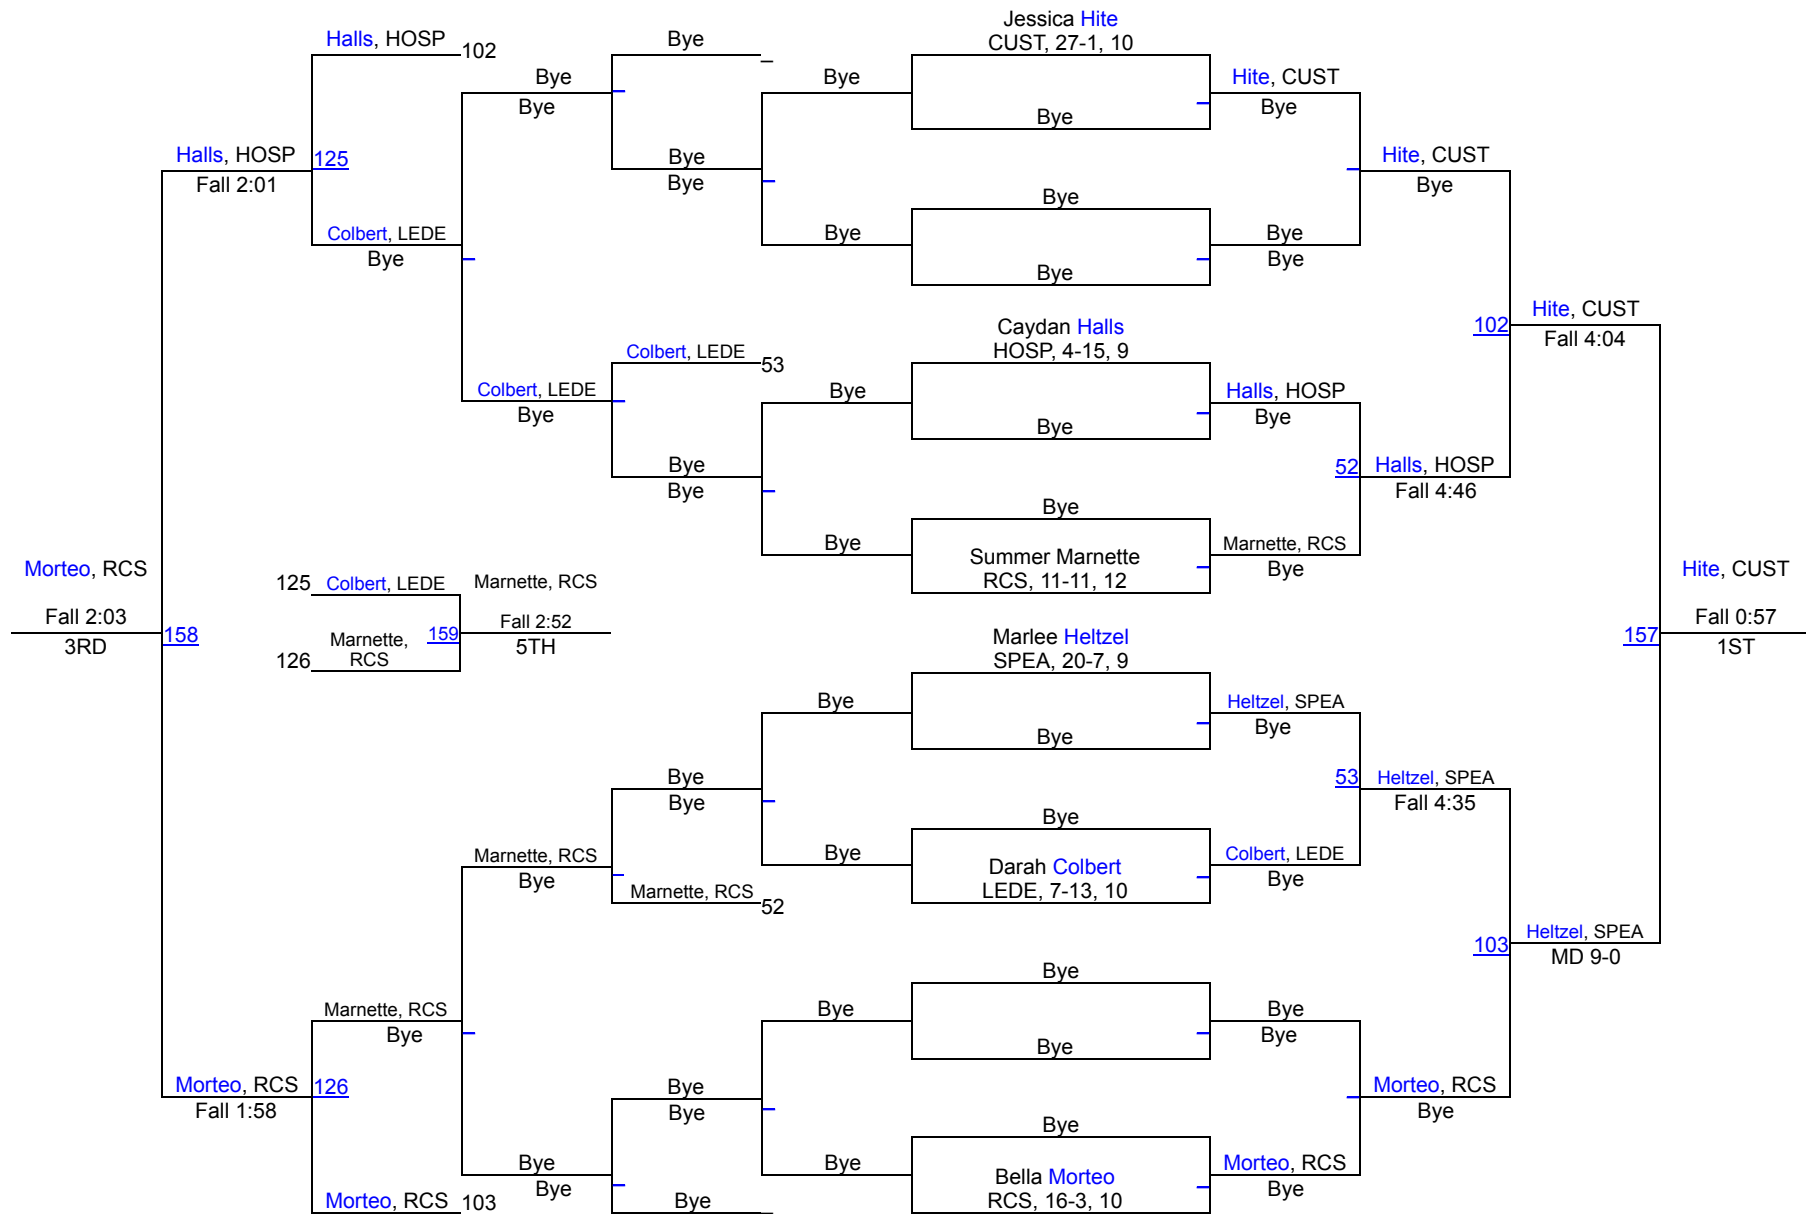 Jessica Hite
CUST, 27-1, 10
Halls, HOSP
102
Bye
_
Bye
Bye
Bye
Hite, CUST
Bye
Bye
Bye
Bye
Halls, HOSP
125
Fall 2:01
Hite, CUST
Bye
Colbert, LEDE
Bye
Bye
Bye
Bye
Bye
Bye
Caydan Halls
HOSP, 4-15, 9
Colbert, LEDE
53
Hite, CUST
102
Fall 4:04
Colbert, LEDE
Bye
Bye
Bye
Halls, HOSP
Bye
Bye
Bye
52
Halls, HOSP
Fall 4:46
Bye
Bye
Summer Marnette
RCS, 11-11, 12
Marnette, RCS
Bye
Morteo, RCS
Fall 2:03
3RD
158
125
Colbert, LEDE
Marnette, RCS
Fall 2:52
159
5TH
126
Marnette,
RCS
Hite, CUST
Fall 0:57
157
1ST
Marlee Heltzel
SPEA, 20-7, 9
Bye
Bye
Heltzel, SPEA
Bye
Bye
Bye
53
Heltzel, SPEA
Fall 4:35
Marnette, RCS
Bye
Bye
Bye
Darah Colbert
LEDE, 7-13, 10
Colbert, LEDE
Bye
Marnette, RCS
52
103
Heltzel, SPEA
MD 9-0
Marnette, RCS
Bye
Bye
Bye
Bye
Bye
Bye
Morteo, RCS
126
Fall 1:58
Bye
Bye
Morteo, RCS
Bye
Bye
Bye
Bye
Bye
Bella Morteo
RCS, 16-3, 10
Morteo, RCS
Bye
Morteo, RCS
103
Bye
_